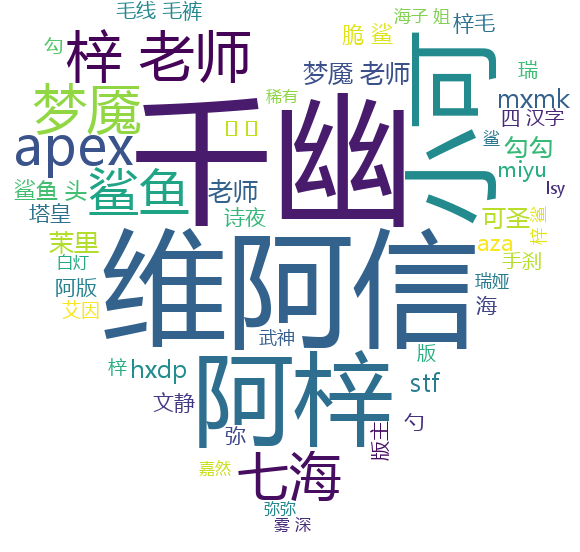 毛线 毛裤
海子 姐
勾
梓 老师
脆 鲨
梓毛
小可
梦魇
梦魇 老师
瑞
稀有
mxmk
千幽
apex
四 汉字
鲨
勾勾
鲨鱼
miyu
鲨鱼 头
老师
lsy
塔皇
诗夜
可圣
梓 鲨
茉里
aza
维阿信
白灯
手刹
阿版
瑞娅
艾因
海
武神
阿梓
版
梓
hxdp
stf
文静
勺
弥
版主
七海
嘉然
弥弥
雾 深